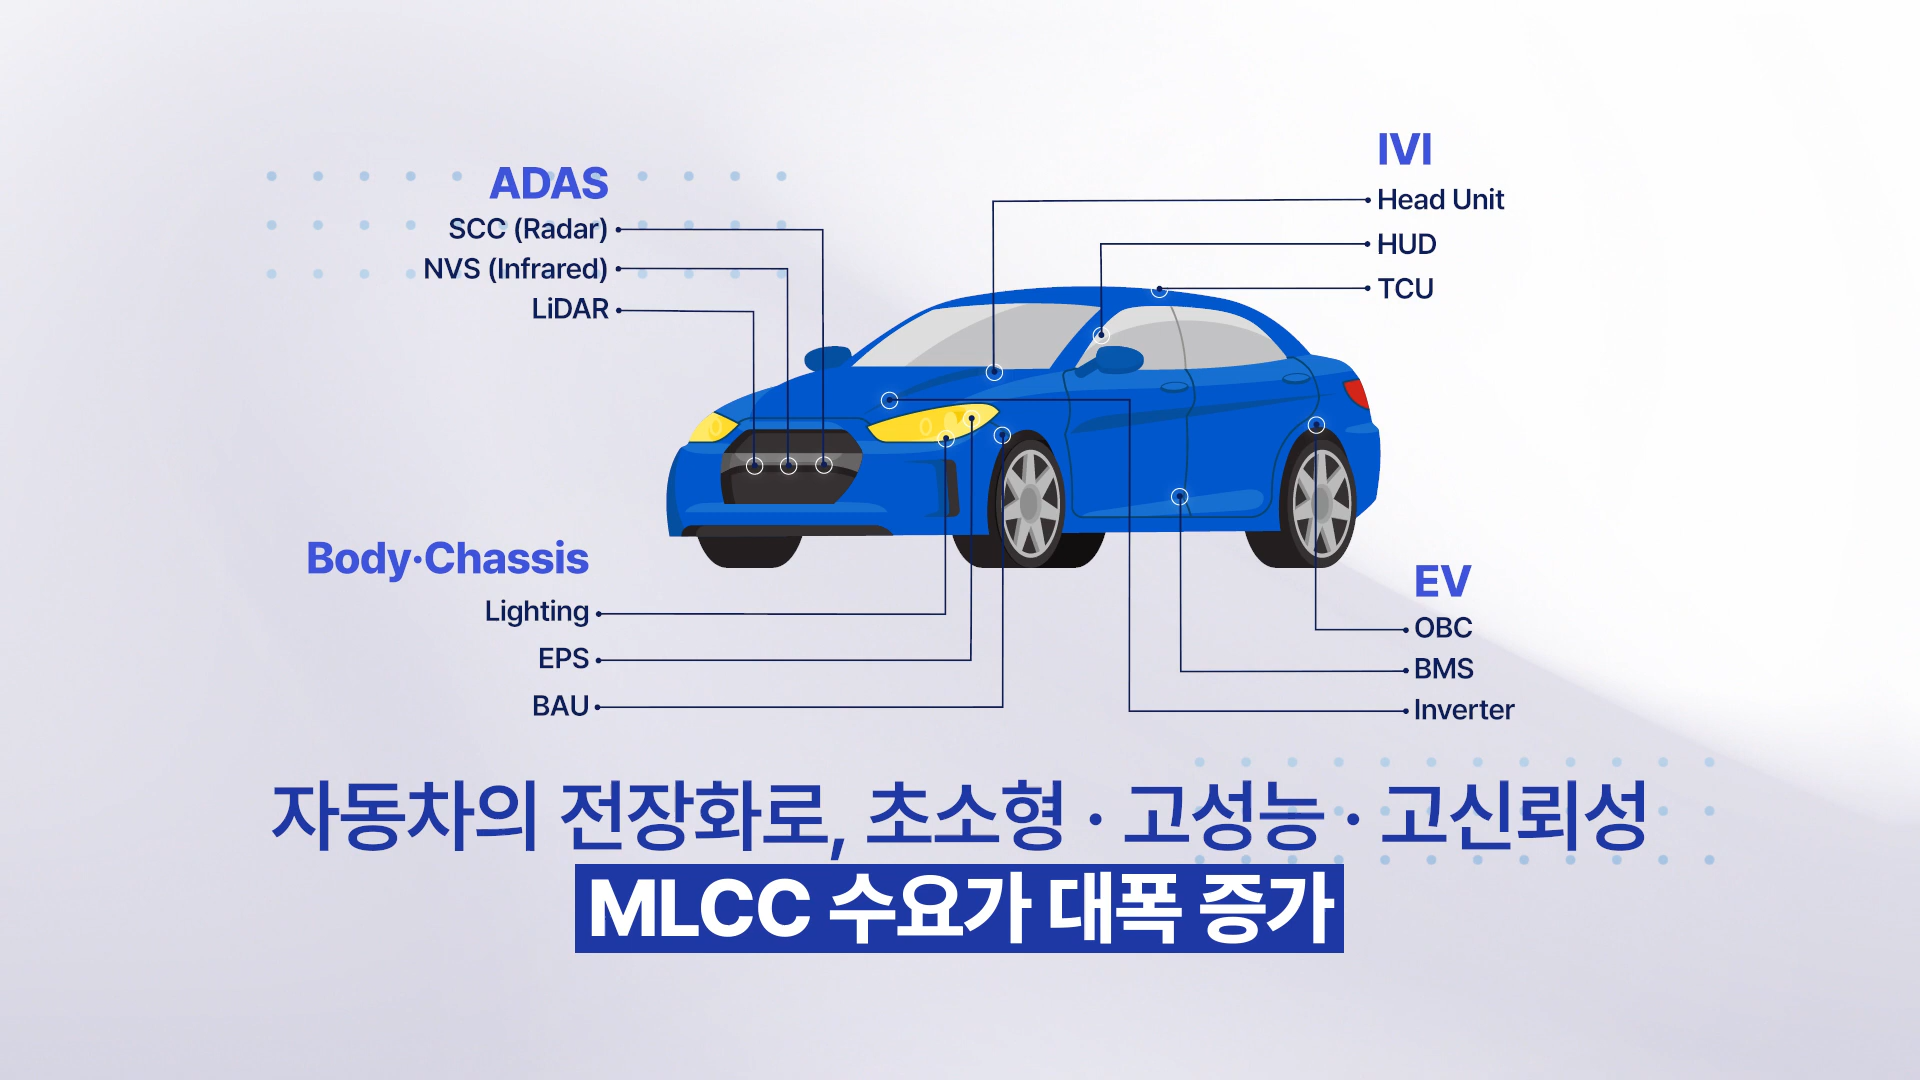 ADAS
SCC (Radar)
NVS (Infrared)
LiDAR
IVI
Head Unit
HUD
TCU
Body·Chassis
Lighting
EPS
BAU
EV
OBC
BMS
Inverter
자동차의 전장화로, 초소형 · 고성능 · 고신뢰성
MLCC 수요가 대폭 증가